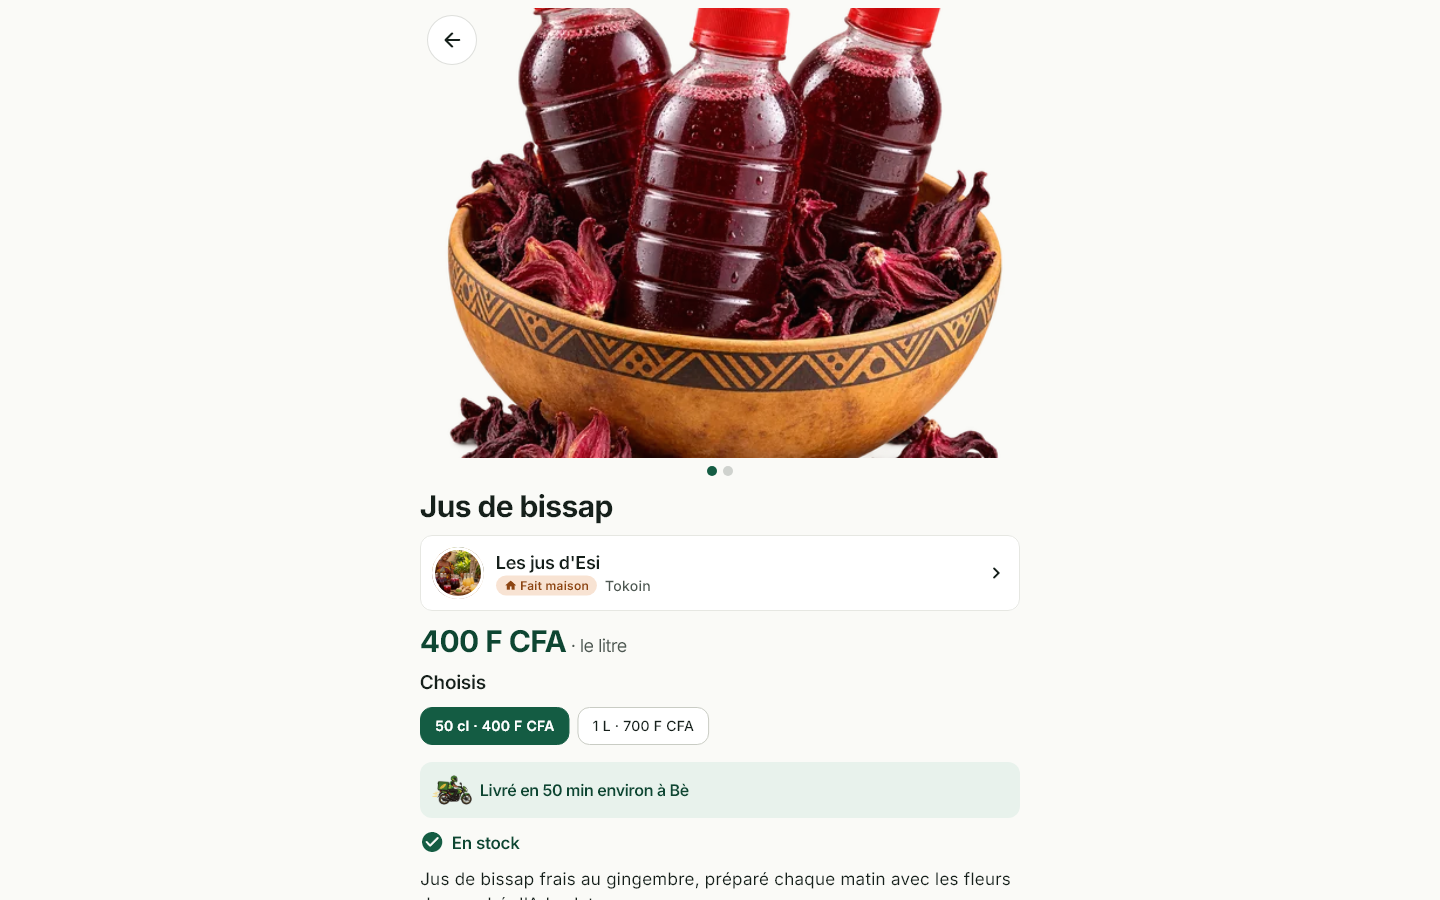 Jus de bissap
Les jus d'Esi
Fait maison Tokoin
400 F CFA · le litre
Choisis
50 cl · 400 F CFA 1 L · 700 F CFA
Livré en 50 min environ à Bè
En stock
Jus de bissap frais au gingembre, préparé chaque matin avec les fleurs